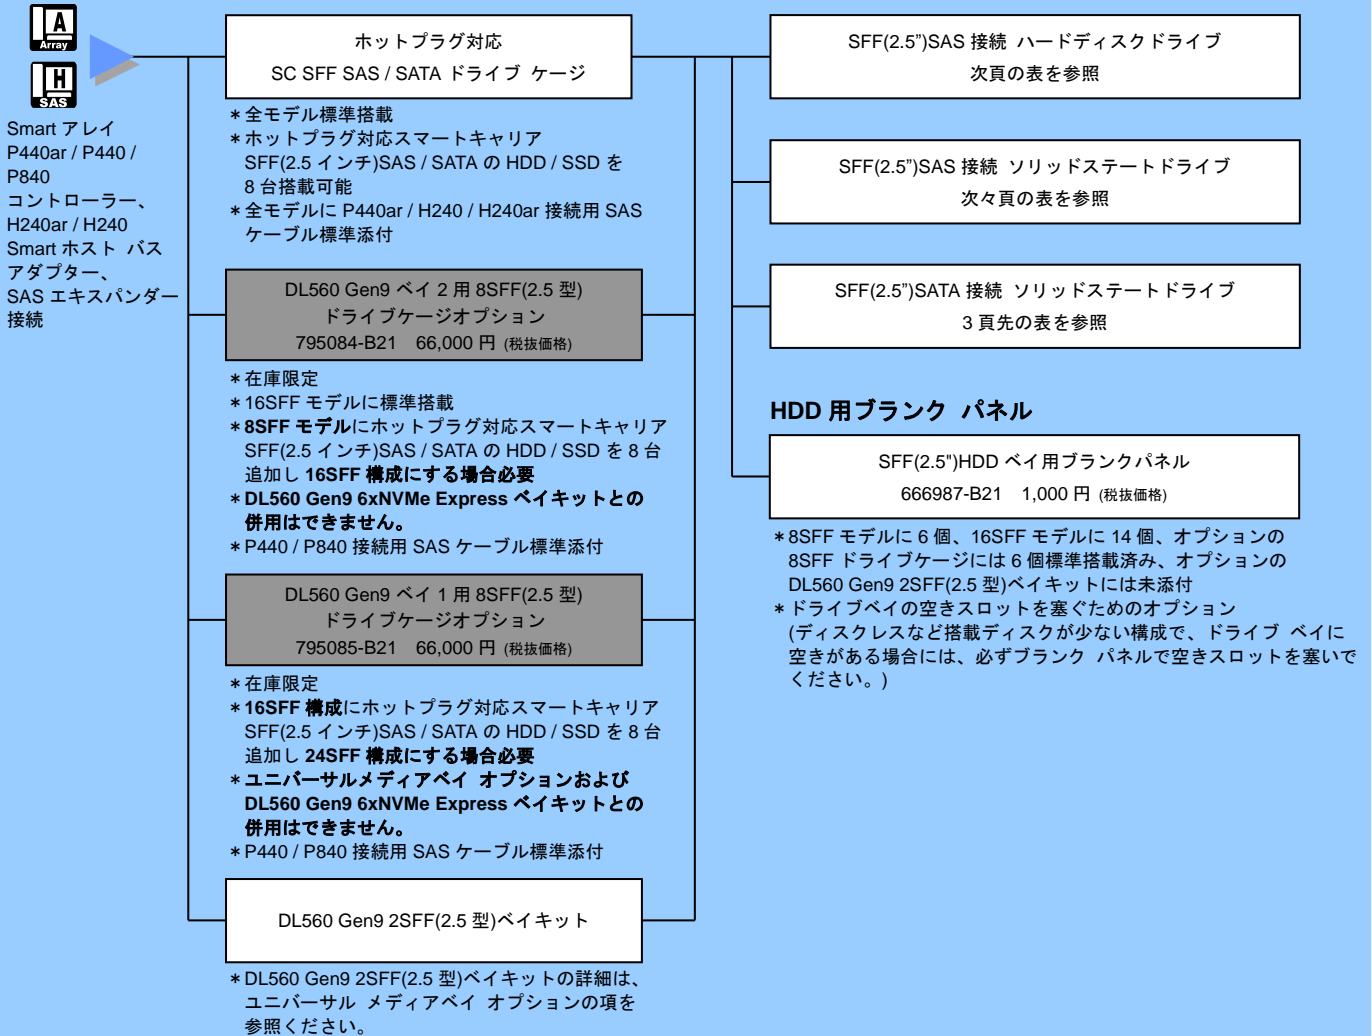 A
Array
H
SAS
Smart アレイ
P440ar / P440 /
P840
コントローラー、
H240ar / H240
Smart ホスト バス
アダプター、
SAS エキスパンダー
接続
ホットプラグ対応
SC SFF SAS / SATA ドライブ ケージ
＊全モデル標準搭載
＊ホットプラグ対応スマートキャリア
SFF(2.5 インチ)SAS / SATA の HDD / SSD を
8 台搭載可能
＊全モデルに P440ar / H240 / H240ar 接続用 SAS
ケーブル標準添付
DL560 Gen9 ベイ 2 用 8SFF(2.5 型)
ドライブケージオプション
795084-B21 66,000 円 (税抜価格)
＊在庫限定
＊16SFF モデルに標準搭載
＊8SFF モデルにホットプラグ対応スマートキャリア
SFF(2.5 インチ)SAS / SATA の HDD / SSD を 8 台
追加し 16SFF 構成にする場合必要
＊DL560 Gen9 6xNVMe Express ベイキットとの
併用はできません。
＊P440 / P840 接続用 SAS ケーブル標準添付
DL560 Gen9 ベイ 1 用 8SFF(2.5 型)
ドライブケージオプション
795085-B21 66,000 円 (税抜価格)
＊在庫限定
＊16SFF 構成にホットプラグ対応スマートキャリア
SFF(2.5 インチ)SAS / SATA の HDD / SSD を 8 台
追加し 24SFF 構成にする場合必要
＊ユニバーサルメディアベイ オプションおよび
DL560 Gen9 6xNVMe Express ベイキットとの
併用はできません。
＊P440 / P840 接続用 SAS ケーブル標準添付
DL560 Gen9 2SFF(2.5 型)ベイキット
＊DL560 Gen9 2SFF(2.5 型)ベイキットの詳細は、
ユニバーサル メディアベイ オプションの項を
参照ください。
SFF(2.5”)SAS 接続 ハードディスクドライブ
次頁の表を参照
SFF(2.5”)SAS 接続 ソリッドステートドライブ
次々頁の表を参照
SFF(2.5”)SATA 接続 ソリッドステートドライブ
3 頁先の表を参照
HDD 用ブランク パネル
SFF(2.5")HDD ベイ用ブランクパネル
666987-B21 1,000 円 (税抜価格)
＊8SFF モデルに 6 個、16SFF モデルに 14 個、オプションの
8SFF ドライブケージには 6 個標準搭載済み、オプションの
DL560 Gen9 2SFF(2.5 型)ベイキットには未添付
＊ドライブベイの空きスロットを塞ぐためのオプション
(ディスクレスなど搭載ディスクが少ない構成で、ドライブ ベイに
空きがある場合には、必ずブランク パネルで空きスロットを塞いで
ください。)